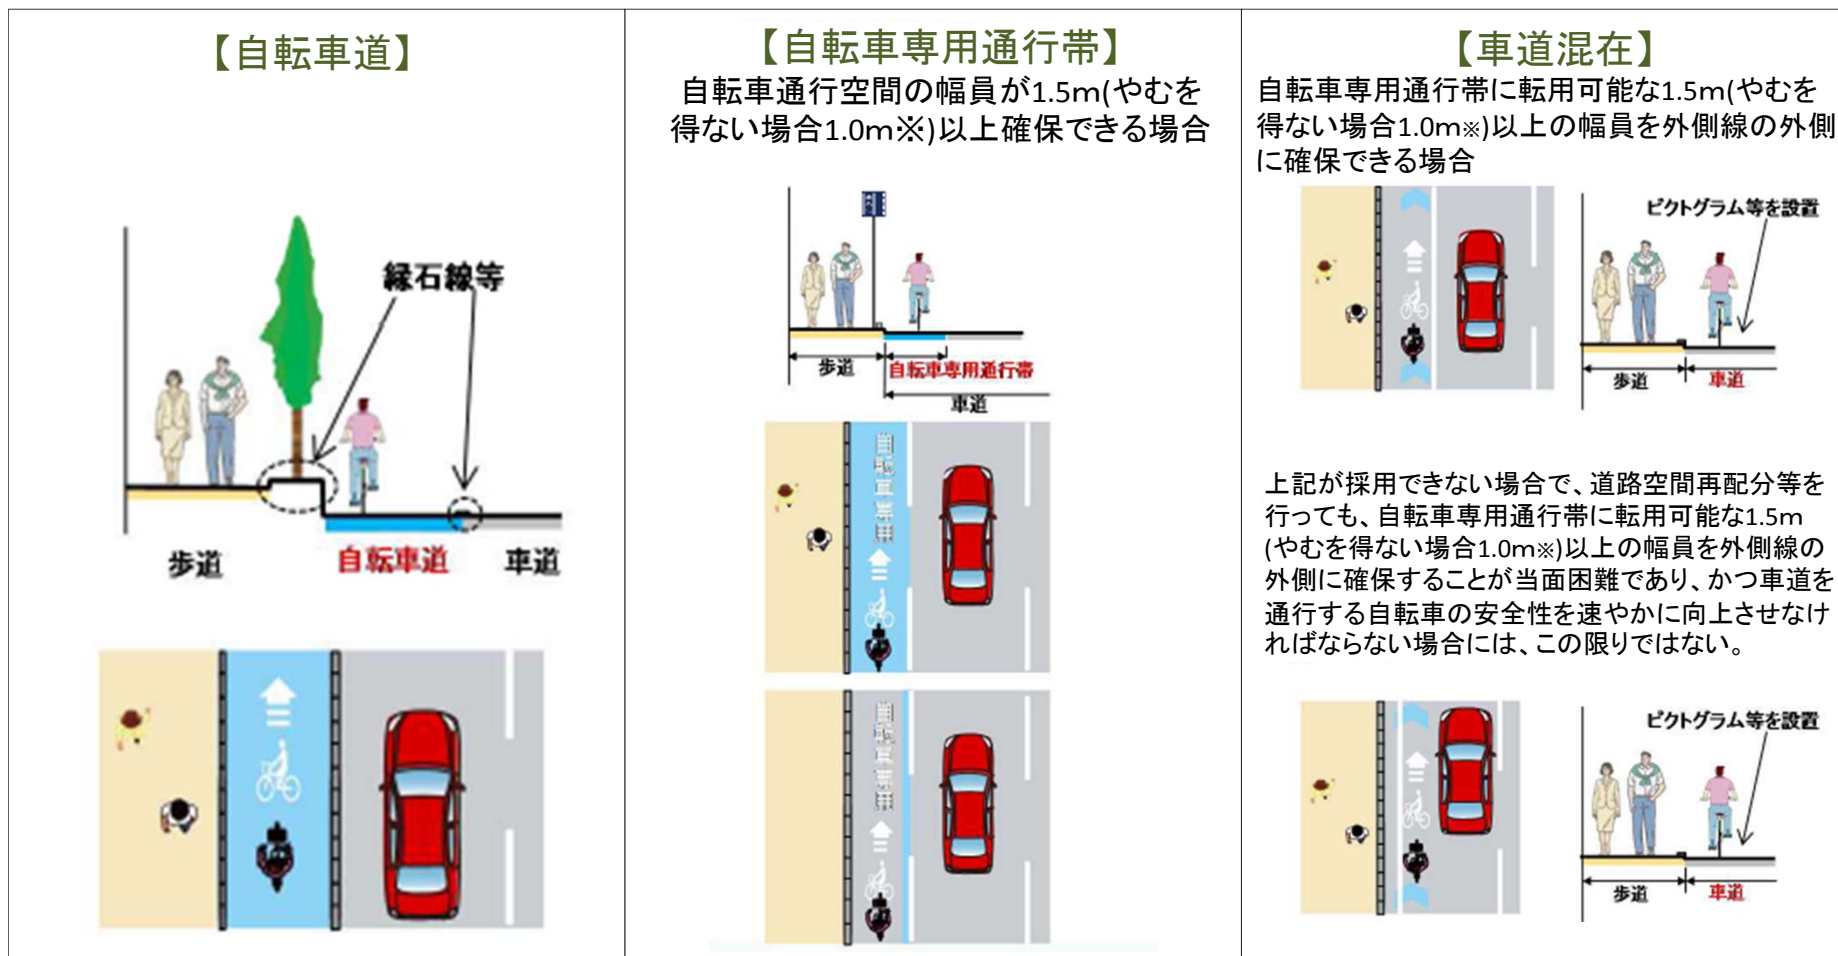 【自転車道】
縁石線等
歩道
自転車道
車道
【自転車専用通行帯】
自転車通行空間の幅員が1.5m(やむを
得ない場合1.0m※)以上確保できる場合
歩道
自転車専用通行帯
車道
自転車専用
自転車専用
【車道混在】
自転車専用通行帯に転用可能な1.5m(やむを
得ない場合1.0m※)以上の幅員を外側線の外側
に確保できる場合
ピクトグラム等を設置
歩道
車道
上記が採用できない場合で、道路空間再配分等を
行っても、自転車専用通行帯に転用可能な1.5m
(やむを得ない場合1.0m※)以上の幅員を外側線の
外側に確保することが当面困難であり、かつ車道を
通行する自転車の安全性を速やかに向上させなけ
ればならない場合には、この限りではない。
ピクトグラム等を設置
歩道
車道